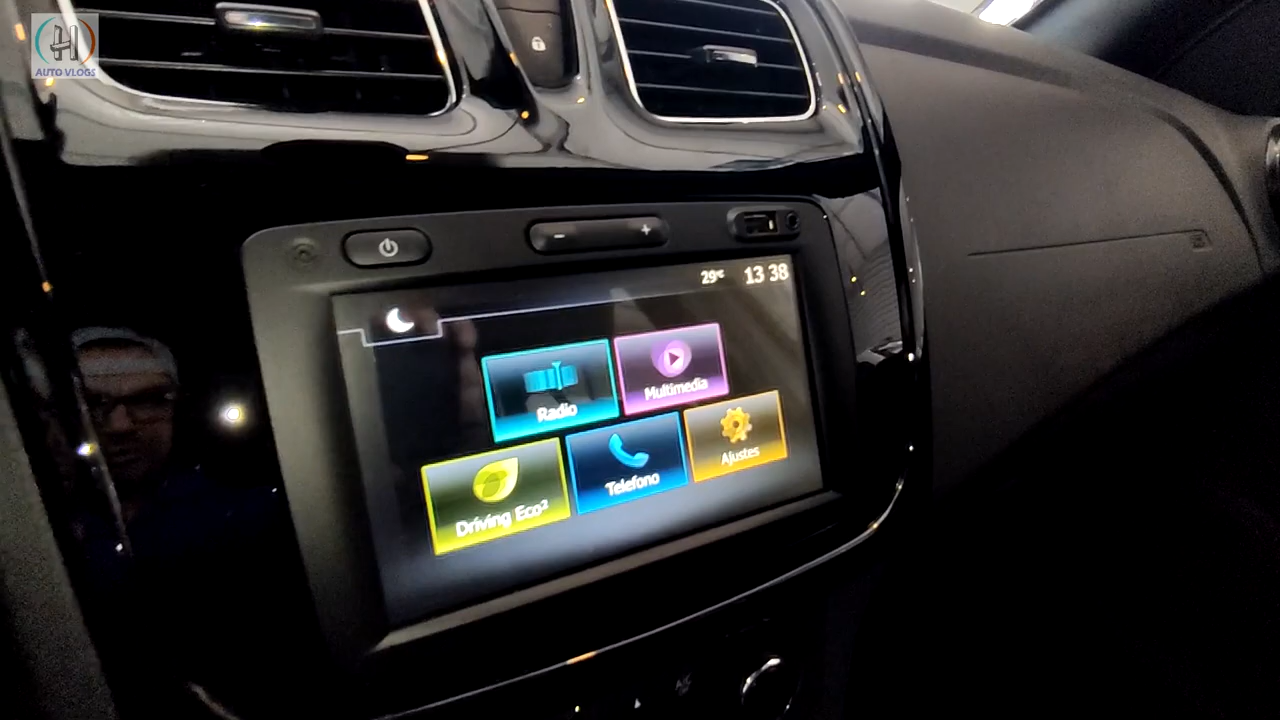 H
AUTO VLOGS
29°C 13 38
Radio
Multimedia
Driving Eco²
Telefono
Ajustes
A/C